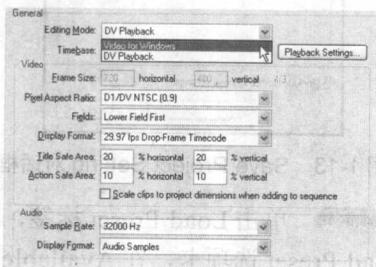 General
Editing Mode: DV Playback
Video for Windows
Timebase: DV Playback Playback Settings...
Video
Frame Size: 720 horizontal 480 vertical 4:3
Pixel Aspect Ratio: D1/DV NTSC (0.9)
Fields: Lower Field First
Display Format: 29.97 fps Drop-Frame Timecode
Title Safe Area: 20 % horizontal 20 % vertical
Action Safe Area: 10 % horizontal 10 % vertical
Scale clips to project dimensions when adding to sequence
Audio
Sample Rate: 32000 Hz
Display Format: Audio Samples